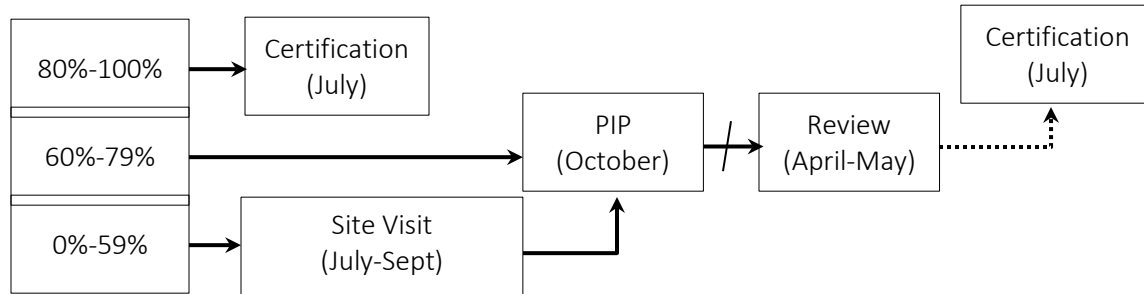 80%-100%
Certification
(July)
Certification
(July)
60%-79%
PIP
(October)
Review
(April-May)
0%-59%
Site Visit
(July-Sept)